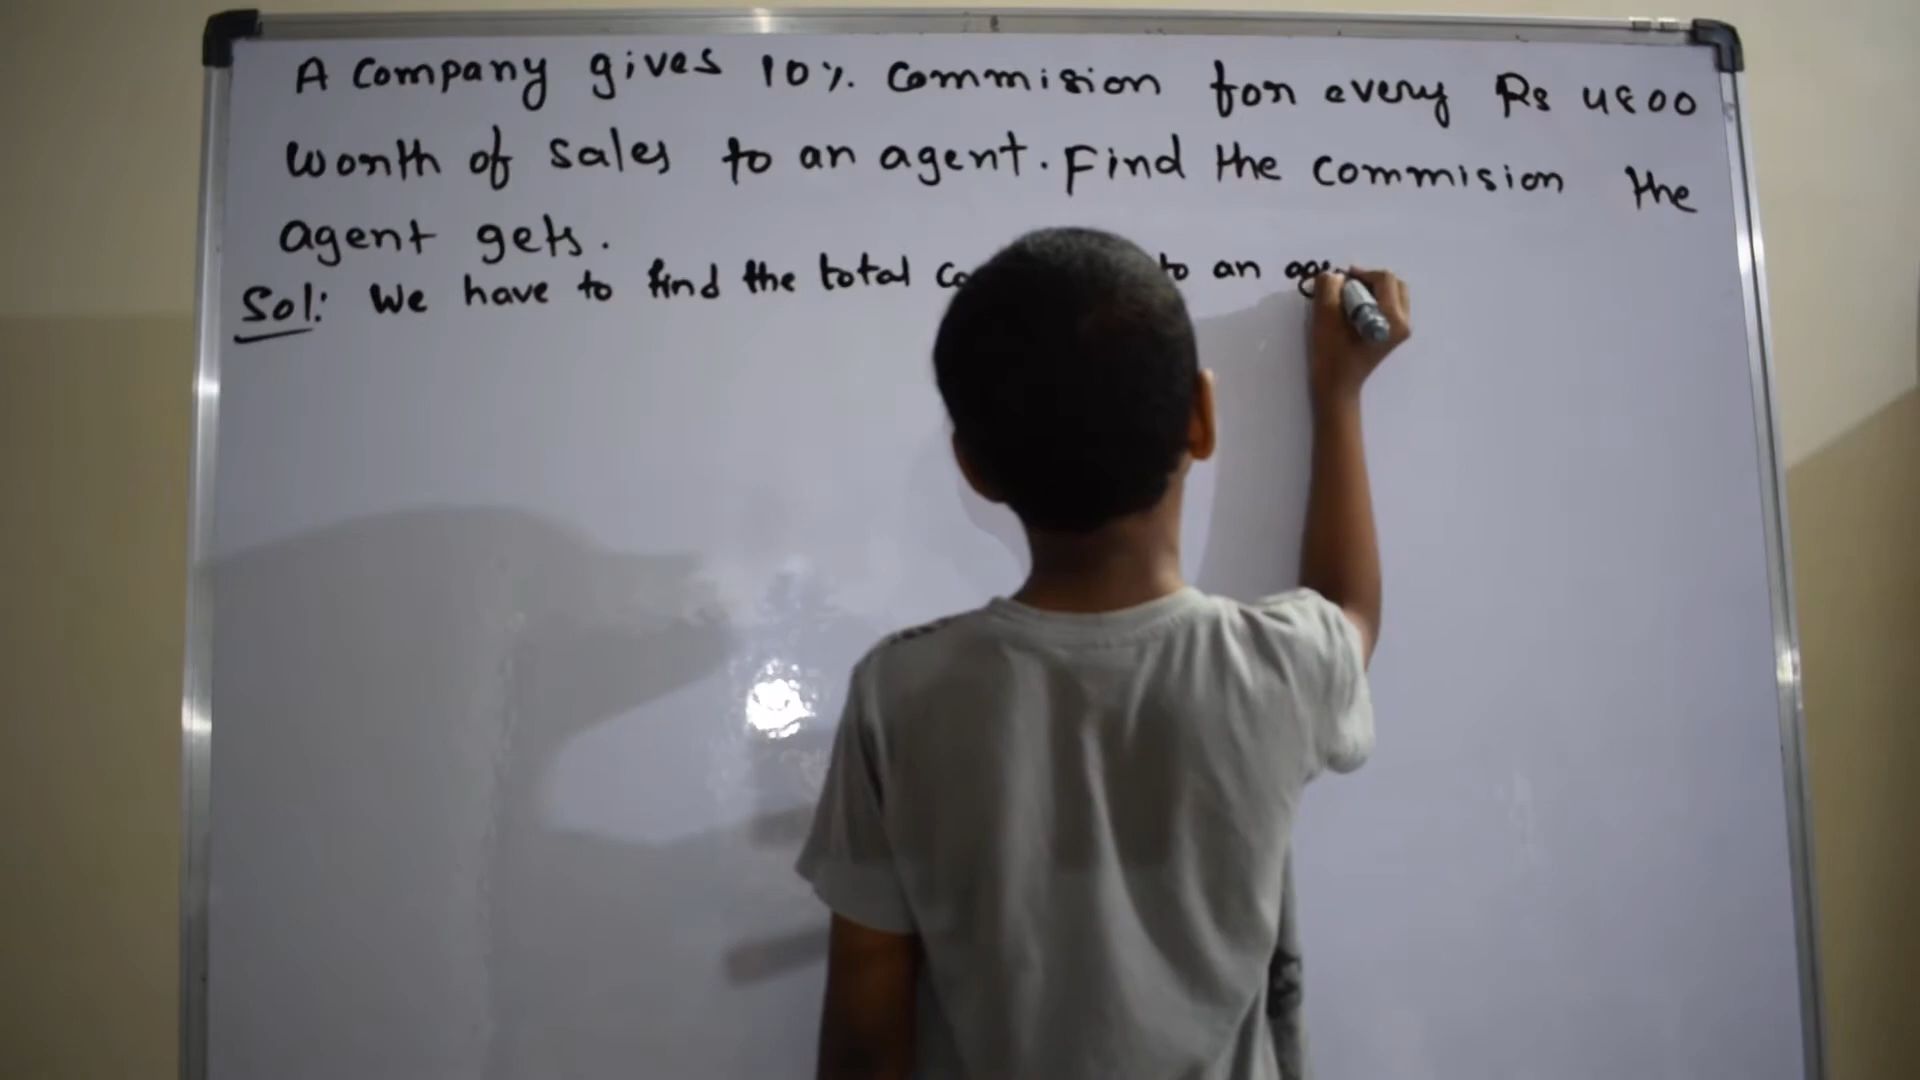 A Company gives 10%. Commision for every Rs 4800
worth of sales to an agent. Find the commision the
agent gets.
Sol: We have to find the total to an